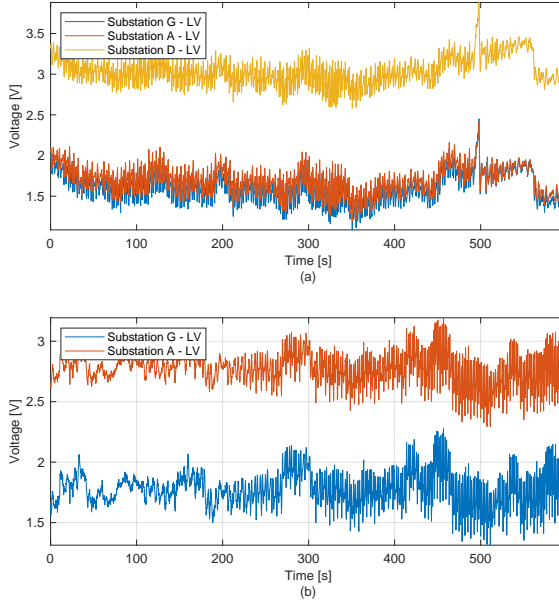 3.5
3
2.5
2
1.5
Voltage [V]
Substation G - LV
Substation A - LV
Substation D - LV
0 100 200 300 400 500
Time [s]
(a)
3
2.5
2
1.5
Voltage [V]
Substation G - LV
Substation A - LV
0 100 200 300 400 500
Time [s]
(b)